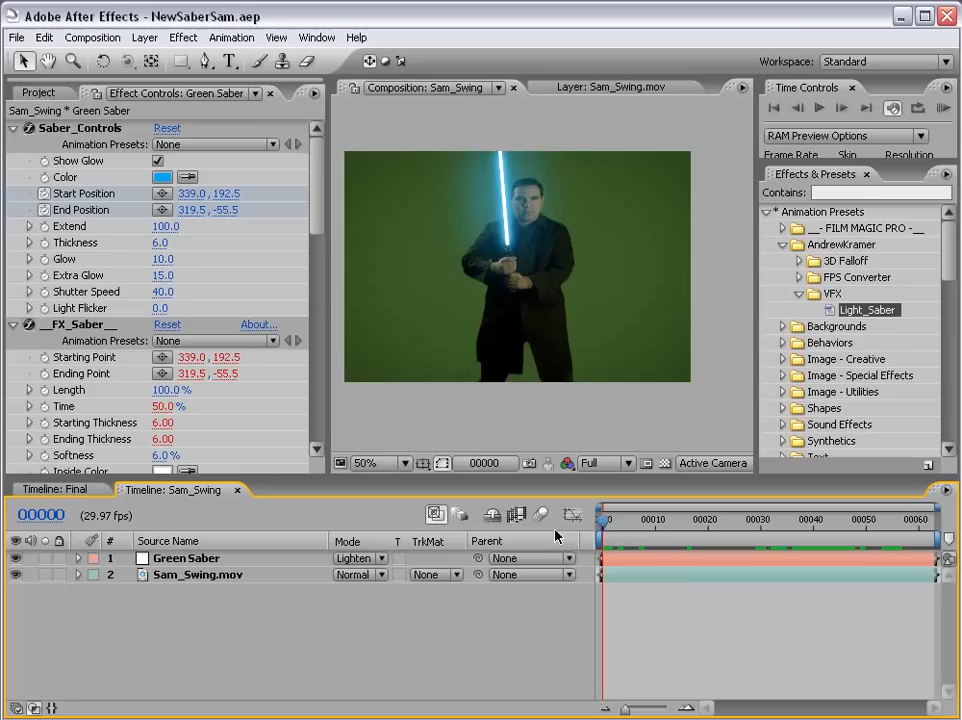 Adobe After Effects - NewSaberSam.aep
File Edit Composition Layer Effect Animation View Window Help
Workspace: Standard
Project Effect Controls: Green Saber
Sam_Swing * Green Saber
Saber_Controls Reset
Animation Presets: None
Show Glow
Color
Start Position 339.0, 192.5
End Position 319.5, -55.5
Extend 100.0
Thickness 6.0
Glow 10.0
Extra Glow 15.0
Shutter Speed 40.0
Light Flicker 0.0
__FX_Saber__ Reset About...
Animation Presets: None
Starting Point 339.0, 192.5
Ending Point 319.5, -55.5
Length 100.0 %
Time 50.0 %
Starting Thickness 6.00
Ending Thickness 6.00
Softness 6.0 %
Inside Color
Composition: Sam_Swing Layer: Sam_Swing.mov
50% 00000 Full Active Camera
Time Controls
RAM Preview Options
Frame Rate Skip Resolution
Effects & Presets
Contains:
* Animation Presets
__- FILM MAGIC PRO -__
AndrewKramer
3D Falloff
FPS Converter
VFX
Light_Saber
Backgrounds
Behaviors
Image - Creative
Image - Special Effects
Image - Utilities
Shapes
Sound Effects
Synthetics
Text
Timeline: Final Timeline: Sam_Swing
00000 (29.97 fps)
0 00010 00020 00030 00040 00050 00060
# Source Name Mode T TrkMat Parent
1 Green Saber Lighten None
2 Sam_Swing.mov Normal None None